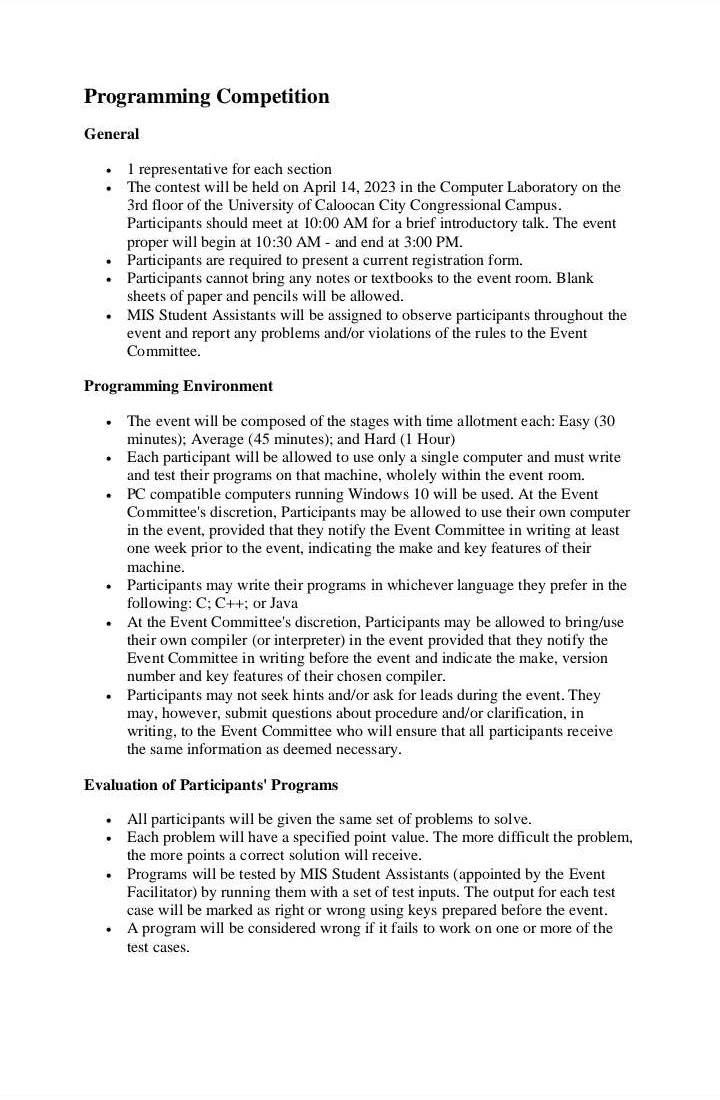 Programming Competition
General
• 1 representative for each section
• The contest will be held on April 14, 2023 in the Computer Laboratory on the
3rd floor of the University of Caloocan City Congressional Campus.
Participants should meet at 10:00 AM for a brief introductory talk. The event
proper will begin at 10:30 AM - and end at 3:00 PM.
• Participants are required to present a current registration form.
• Participants cannot bring any notes or textbooks to the event room. Blank
sheets of paper and pencils will be allowed.
• MIS Student Assistants will be assigned to observe participants throughout the
event and report any problems and/or violations of the rules to the Event
Committee.
Programming Environment
• The event will be composed of the stages with time allotment each: Easy (30
minutes); Average (45 minutes); and Hard (1 Hour)
• Each participant will be allowed to use only a single computer and must write
and test their programs on that machine, wholely within the event room.
• PC compatible computers running Windows 10 will be used. At the Event
Committee's discretion, Participants may be allowed to use their own computer
in the event, provided that they notify the Event Committee in writing at least
one week prior to the event, indicating the make and key features of their
machine.
• Participants may write their programs in whichever language they prefer in the
following: C; C++; or Java
• At the Event Committee's discretion, Participants may be allowed to bring/use
their own compiler (or interpreter) in the event provided that they notify the
Event Committee in writing before the event and indicate the make, version
number and key features of their chosen compiler.
• Participants may not seek hints and/or ask for leads during the event. They
may, however, submit questions about procedure and/or clarification, in
writing, to the Event Committee who will ensure that all participants receive
the same information as deemed necessary.
Evaluation of Participants' Programs
• All participants will be given the same set of problems to solve.
• Each problem will have a specified point value. The more difficult the problem,
the more points a correct solution will receive.
• Programs will be tested by MIS Student Assistants (appointed by the Event
Facilitator) by running them with a set of test inputs. The output for each test
case will be marked as right or wrong using keys prepared before the event.
• A program will be considered wrong if it fails to work on one or more of the
test cases.